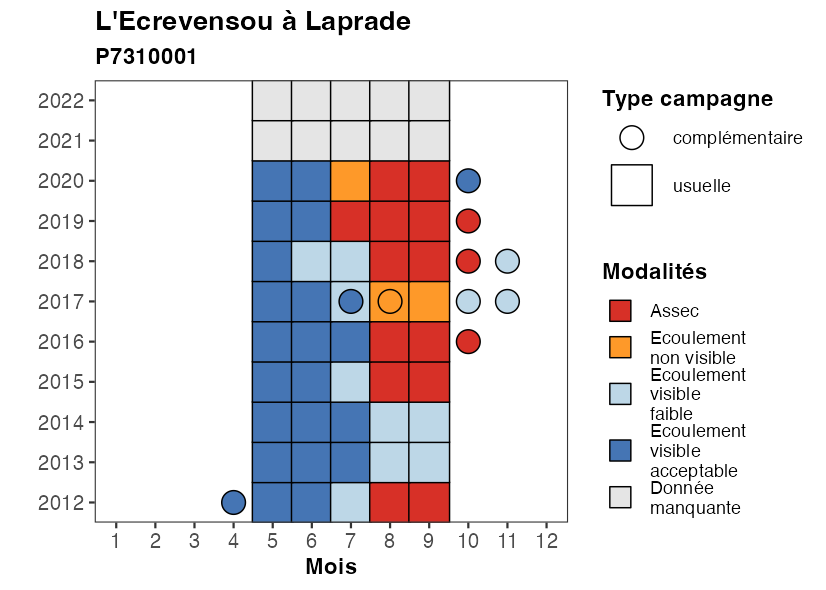 L'Ecrevensou à Laprade
P7310001
2022
2021
2020
2019
2018
2017
2016
2015
2014
2013
2012
1 2 3 4 5 6 7 8 9 10 11 12
Mois
Type campagne
complémentaire
usuelle
Modalités
Assec
Ecoulement
non visible
Ecoulement
visible
faible
Ecoulement
visible
acceptable
Donnée
manquante